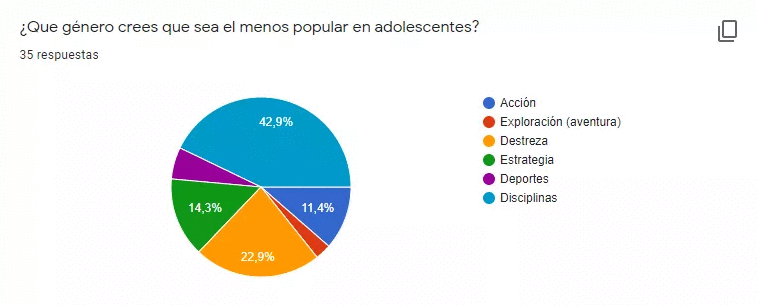 ¿Que género crees que sea el menos popular en adolescentes?
35 respuestas
42,9%
11,4%
22,9%
14,3%
Acción
Exploración (aventura)
Destreza
Estrategia
Deportes
Disciplinas